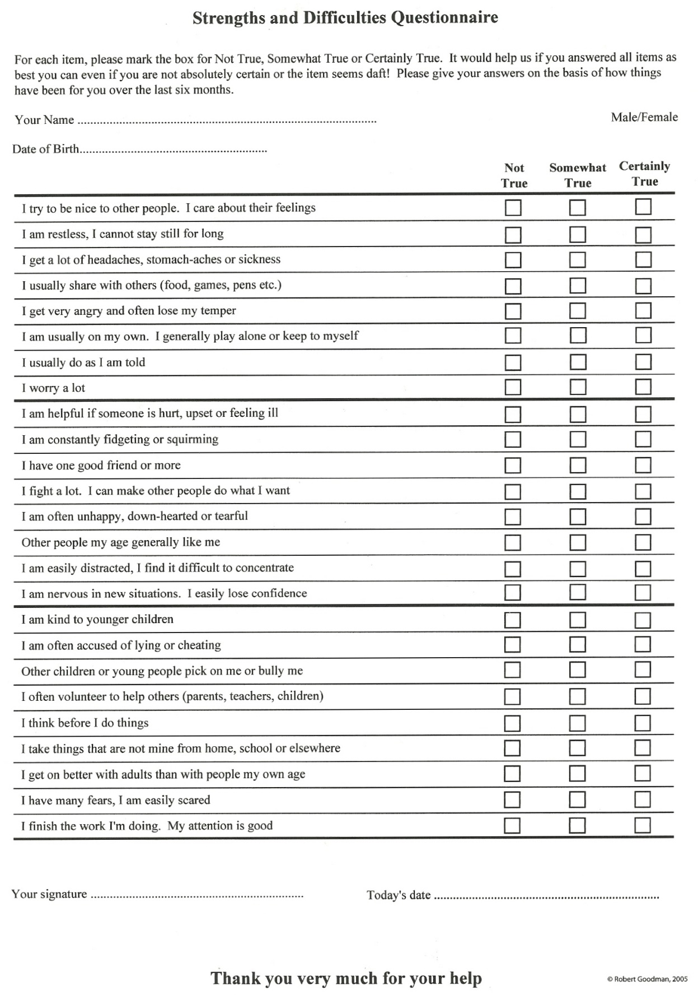 Strengths and Difficulties Questionnaire
For each item, please mark the box for Not True, Somewhat True or Certainly True. It would help us if you answered all items as
best you can even if you are not absolutely certain or the item seems daft! Please give your answers on the basis of how things
have been for you over the last six months.
Your Name ............................................................................................. Male/Female
Date of Birth...........................................................
Not Somewhat Certainly
True True True
I try to be nice to other people. I care about their feelings
I am restless, I cannot stay still for long
I get a lot of headaches, stomach-aches or sickness
I usually share with others (food, games, pens etc.)
I get very angry and often lose my temper
I am usually on my own. I generally play alone or keep to myself
I usually do as I am told
I worry a lot
I am helpful if someone is hurt, upset or feeling ill
I am constantly fidgeting or squirming
I have one good friend or more
I fight a lot. I can make other people do what I want
I am often unhappy, down-hearted or tearful
Other people my age generally like me
I am easily distracted, I find it difficult to concentrate
I am nervous in new situations. I easily lose confidence
I am kind to younger children
I am often accused of lying or cheating
Other children or young people pick on me or bully me
I often volunteer to help others (parents, teachers, children)
I think before I do things
I take things that are not mine from home, school or elsewhere
I get on better with adults than with people my own age
I have many fears, I am easily scared
I finish the work I'm doing. My attention is good
Your signature .................................................................. Today's date ......................................................................
Thank you very much for your help
© Robert Goodman, 2005